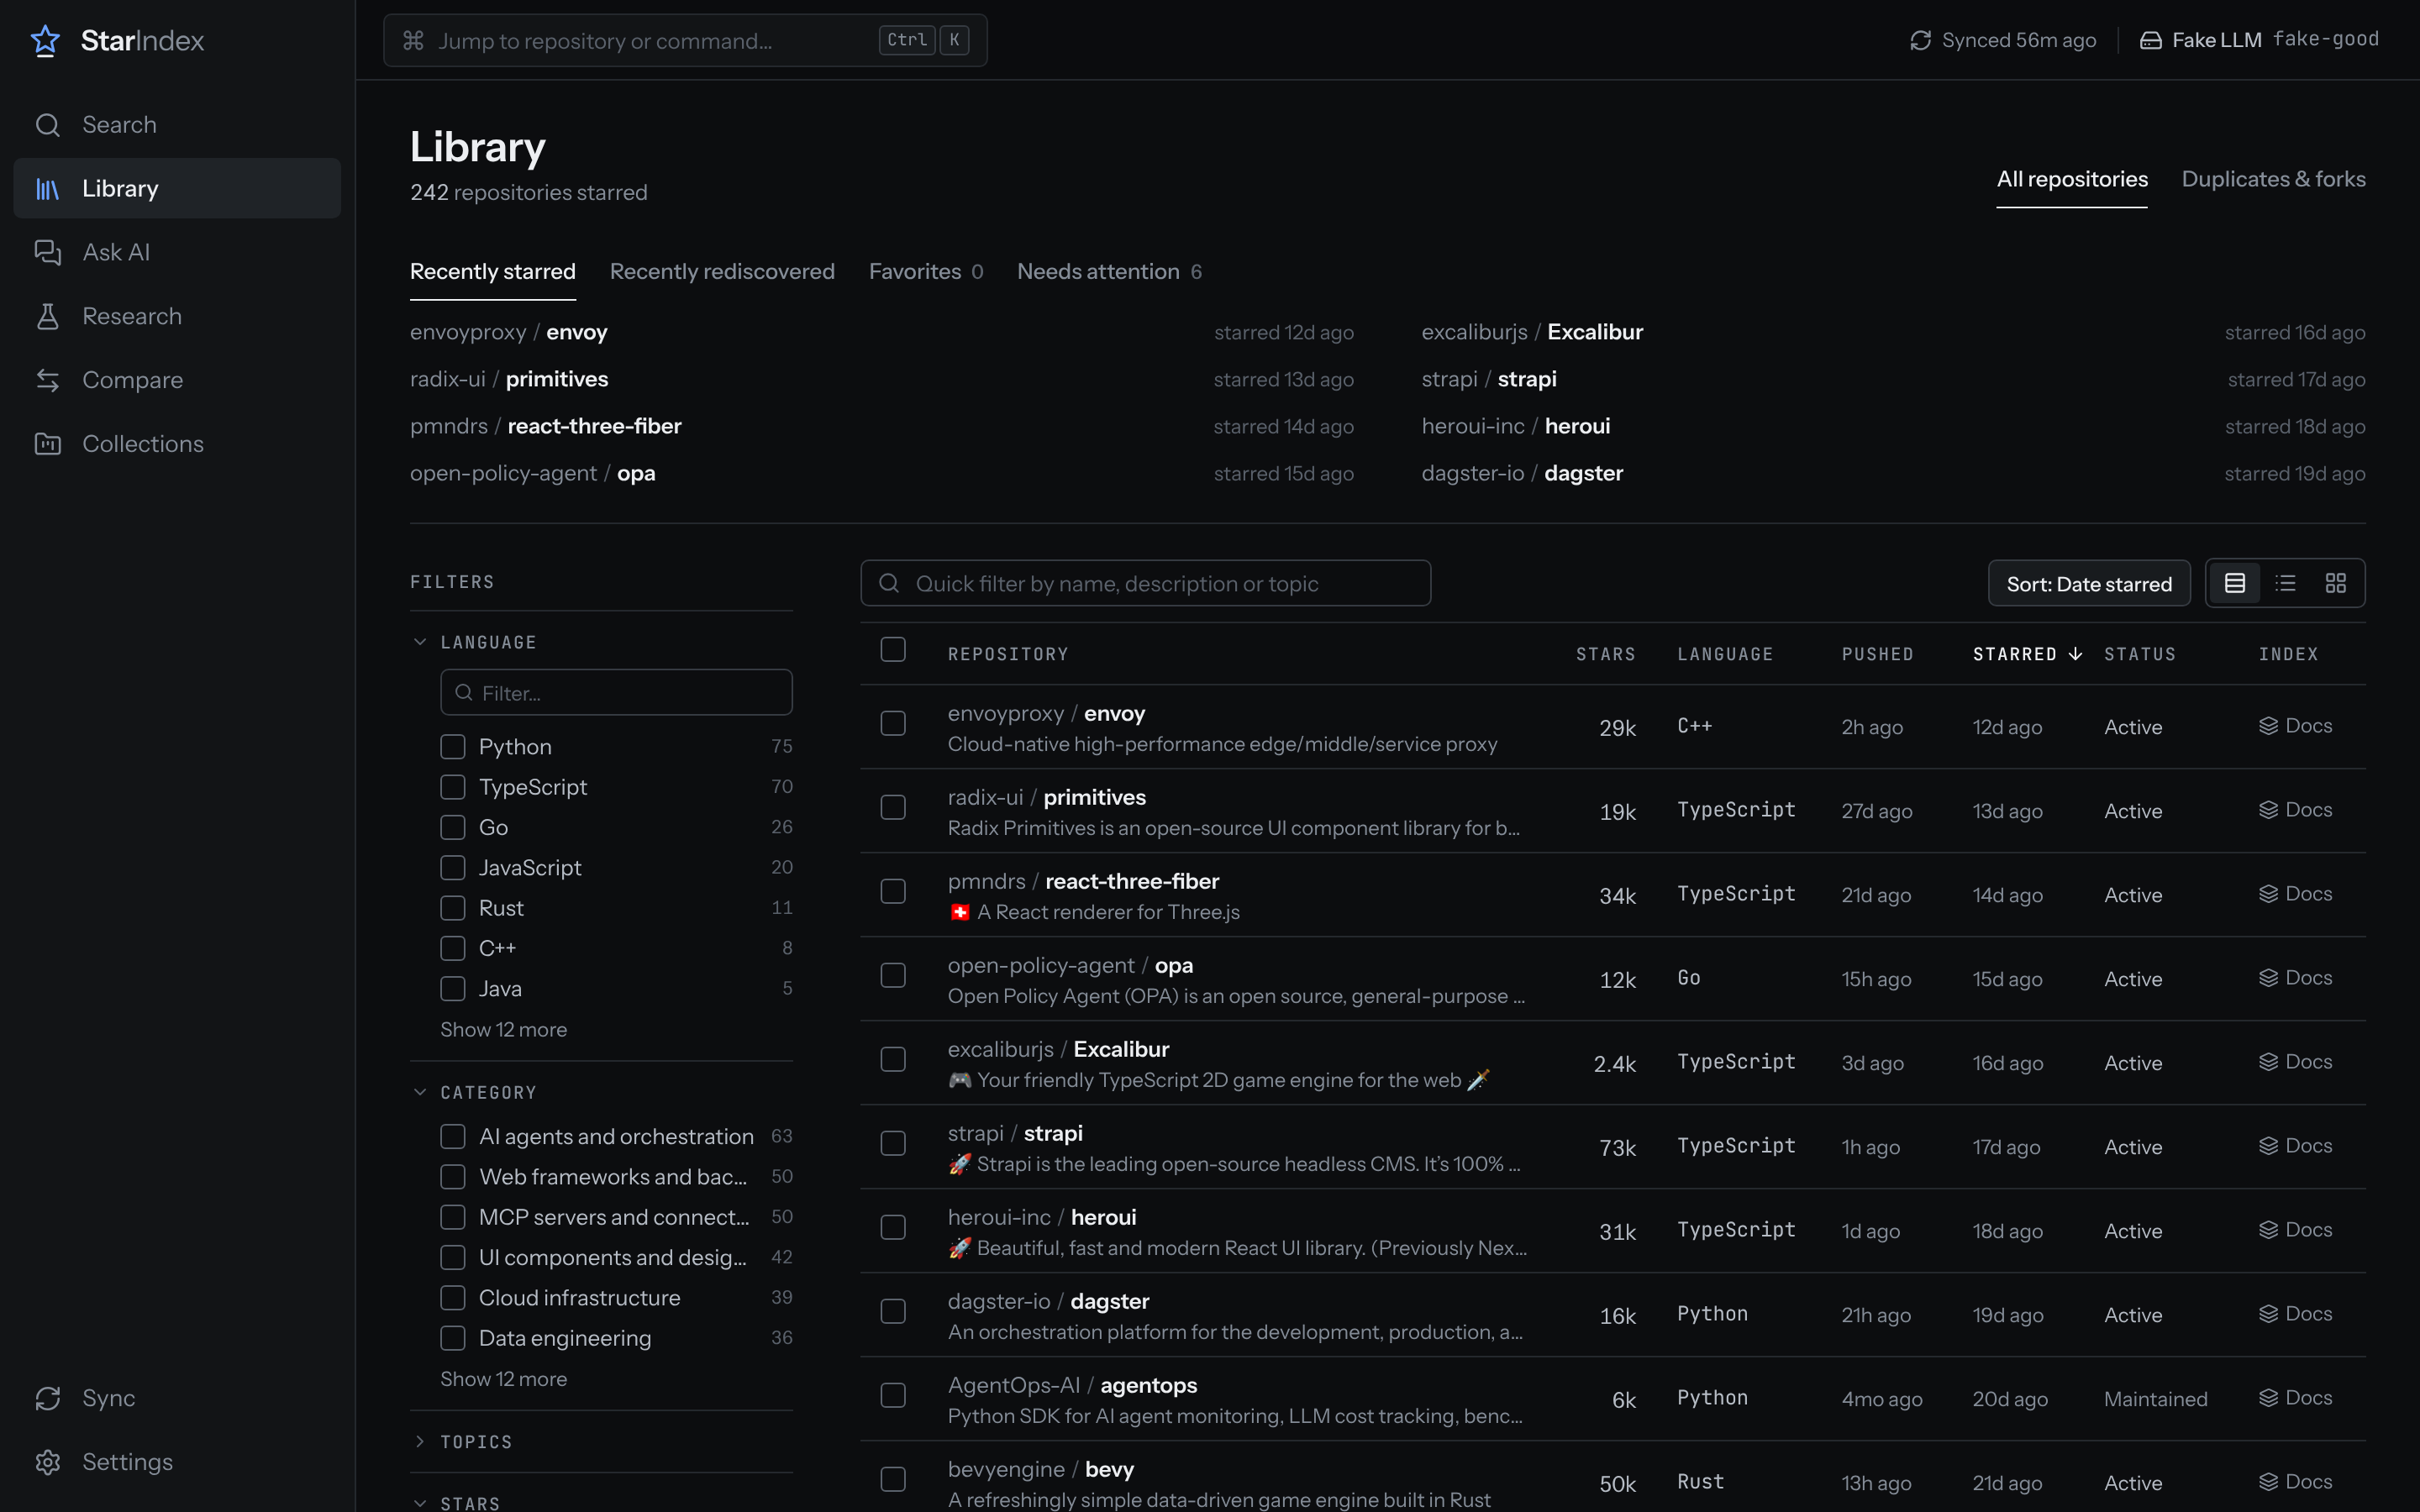 StarIndex
Jump to repository or command...
Ctrl K
Synced 56m ago
Fake LLM fake-good
Search
Library
Ask AI
Research
Compare
Collections
Sync
Settings
Library
242 repositories starred
All repositories
Duplicates & forks
Recently starred
Recently rediscovered
Favorites 0
Needs attention 6
envoyproxy / envoy starred 12d ago
radix-ui / primitives starred 13d ago
pmndrs / react-three-fiber starred 14d ago
open-policy-agent / opa starred 15d ago
excaliburjs / Excalibur starred 16d ago
strapi / strapi starred 17d ago
heroui-inc / heroui starred 18d ago
dagster-io / dagster starred 19d ago
FILTERS
LANGUAGE
Filter...
Python 75
TypeScript 70
Go 26
JavaScript 20
Rust 11
C++ 8
Java 5
Show 12 more
CATEGORY
AI agents and orchestration 63
Web frameworks and bac... 50
MCP servers and connect... 50
UI components and desig... 42
Cloud infrastructure 39
Data engineering 36
Show 12 more
TOPICS
STARS
Quick filter by name, description or topic
Sort: Date starred
REPOSITORY STARS LANGUAGE PUSHED STARRED STATUS INDEX
envoyproxy / envoy
Cloud-native high-performance edge/middle/service proxy
29k C++ 2h ago 12d ago Active Docs
radix-ui / primitives
Radix Primitives is an open-source UI component library for b...
19k TypeScript 27d ago 13d ago Active Docs
pmndrs / react-three-fiber
🇨🇭 A React renderer for Three.js
34k TypeScript 21d ago 14d ago Active Docs
open-policy-agent / opa
Open Policy Agent (OPA) is an open source, general-purpose ...
12k Go 15h ago 15d ago Active Docs
excaliburjs / Excalibur
🎮 Your friendly TypeScript 2D game engine for the web 🗡️
2.4k TypeScript 3d ago 16d ago Active Docs
strapi / strapi
🚀 Strapi is the leading open-source headless CMS. It's 100% ...
73k TypeScript 1h ago 17d ago Active Docs
heroui-inc / heroui
🚀 Beautiful, fast and modern React UI library. (Previously Nex...
31k TypeScript 1d ago 18d ago Active Docs
dagster-io / dagster
An orchestration platform for the development, production, a...
16k Python 21h ago 19d ago Active Docs
AgentOps-AI / agentops
Python SDK for AI agent monitoring, LLM cost tracking, benc...
6k Python 4mo ago 20d ago Maintained Docs
bevyengine / bevy
A refreshingly simple data-driven game engine built in Rust
50k Rust 13h ago 21d ago Active Docs